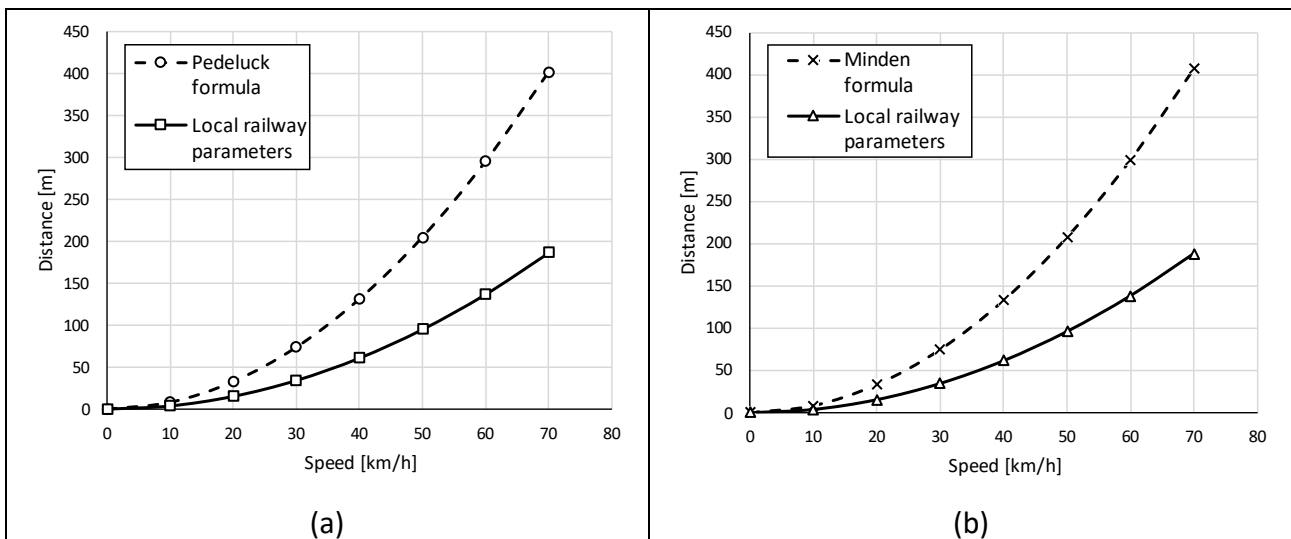 450
400
350
300
250
200
150
100
50
0
Distance [m]
Pedeluck
formula
Local railway
parameters
0 10 20 30 40 50 60 70 80
Speed [km/h]
(a)
450
400
350
300
250
200
150
100
50
0
Distance [m]
Minden
formula
Local railway
parameters
0 10 20 30 40 50 60 70 80
Speed [km/h]
(b)